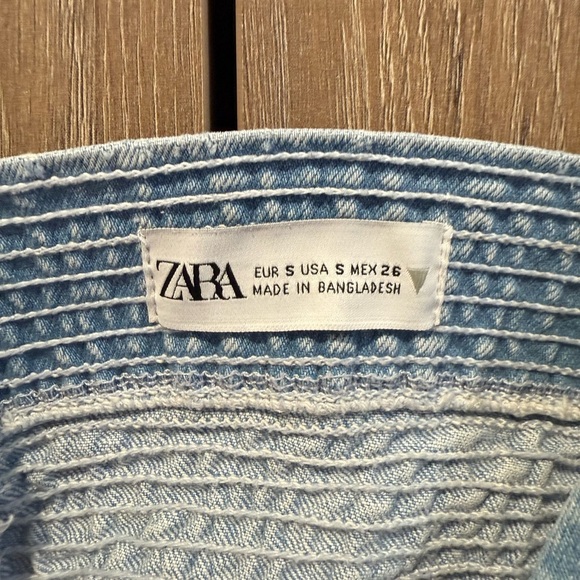 ZARA
EUR S USA S MEX 26
MADE IN BANGLADESH